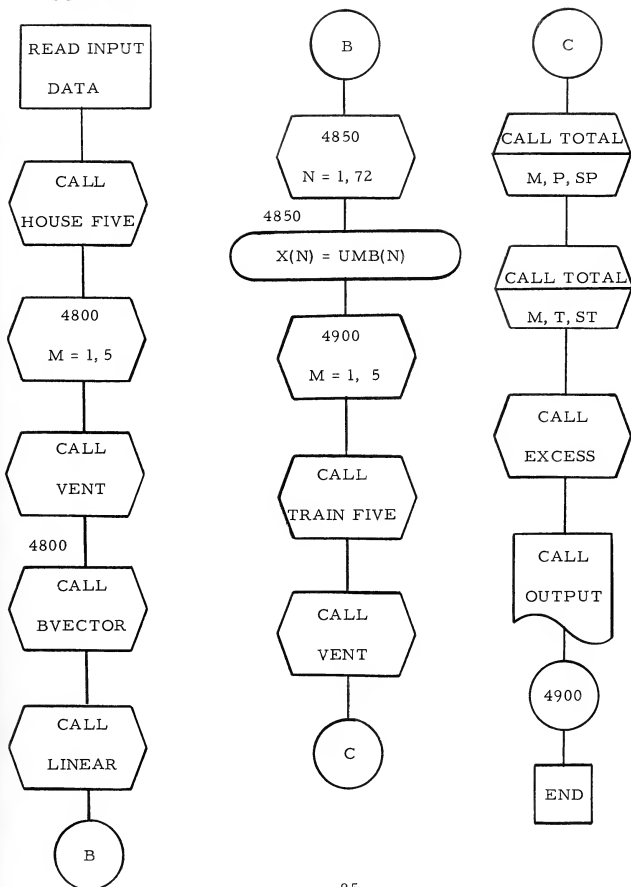 READ INPUT
DATA
CALL
HOUSE FIVE
4800
M = 1, 5
CALL
VENT
4800
CALL
BVECTOR
CALL
LINEAR
B
B
4850
N = 1, 72
4850
X(N) = UMB(N)
4900
M = 1, 5
CALL
TRAIN FIVE
CALL
VENT
C
C
CALL TOTAL
M, P, SP
CALL TOTAL
M, T, ST
CALL
EXCESS
CALL
OUTPUT
4900
END